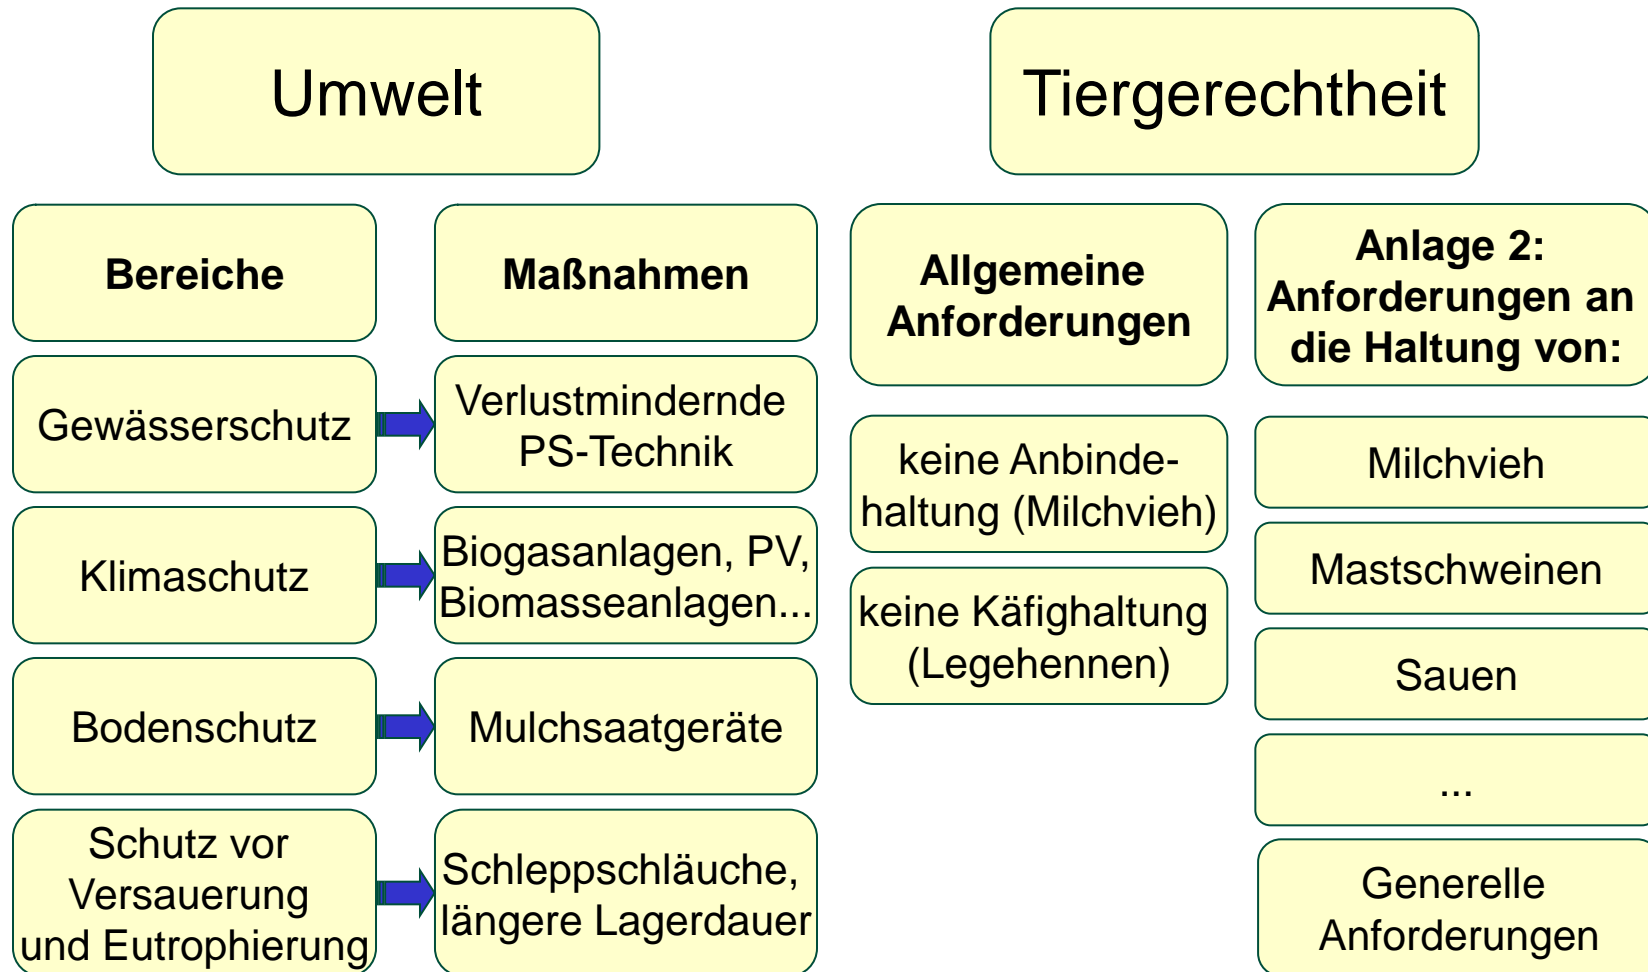 Umwelt
Tiergerechtheit
Bereiche
Maßnahmen
Gewässerschutz
Verlustmindernde
PS-Technik
Klimaschutz
Biogasanlagen, PV,
Biomasseanlagen...
Bodenschutz
Mulchsaatgeräte
Schutz vor
Versauerung
und Eutrophierung
Schleppschläuche,
längere Lagerdauer
Allgemeine
Anforderungen
keine Anbinde-
haltung (Milchvieh)
keine Käfighaltung
(Legehennen)
Anlage 2:
Anforderungen an
die Haltung von:
Milchvieh
Mastschweinen
Sauen
...
Generelle
Anforderungen